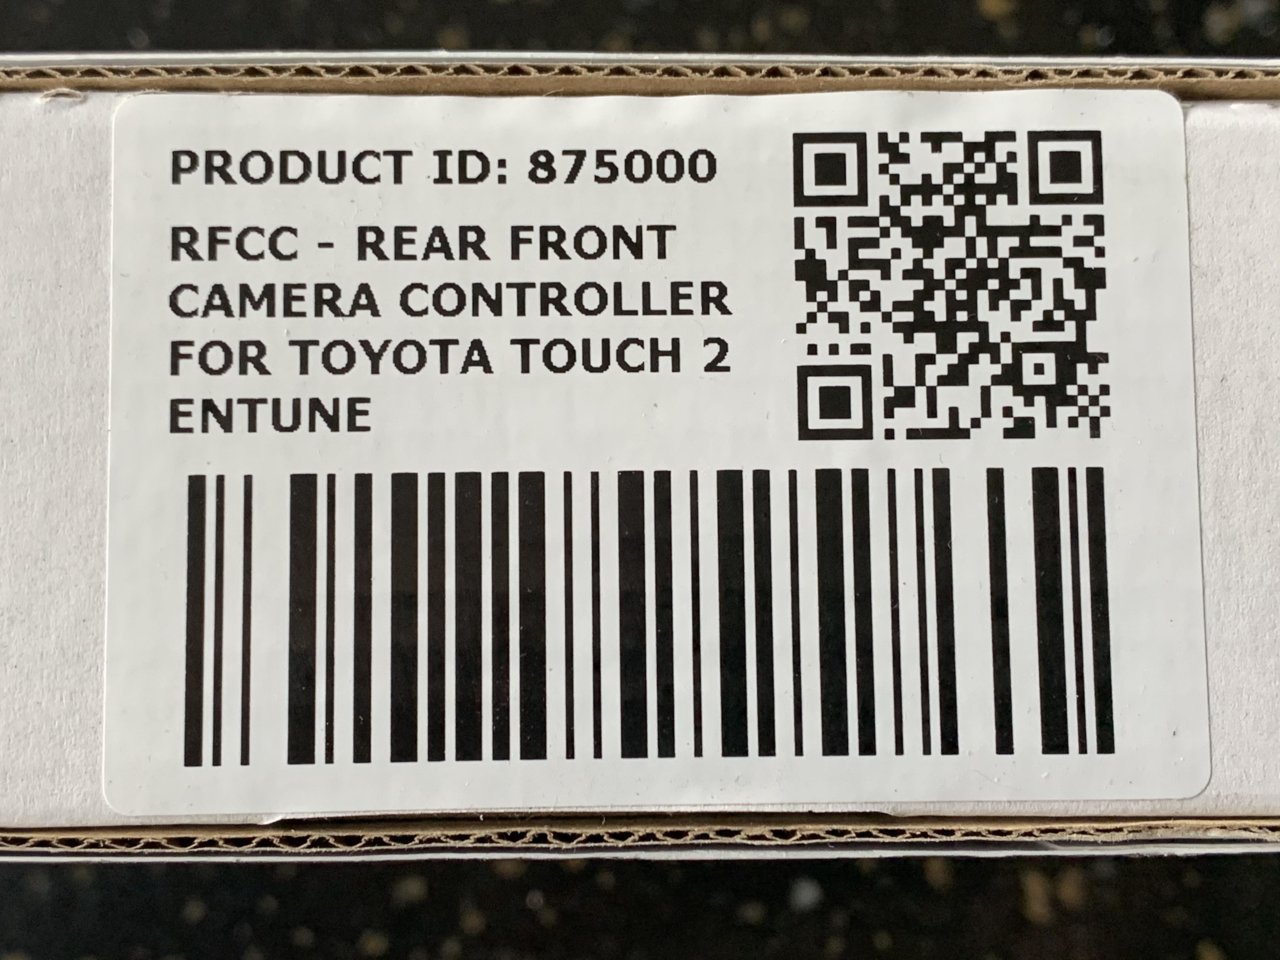 PRODUCT ID: 875000
RFCC - REAR FRONT
CAMERA CONTROLLER
FOR TOYOTA TOUCH 2
ENTUNE